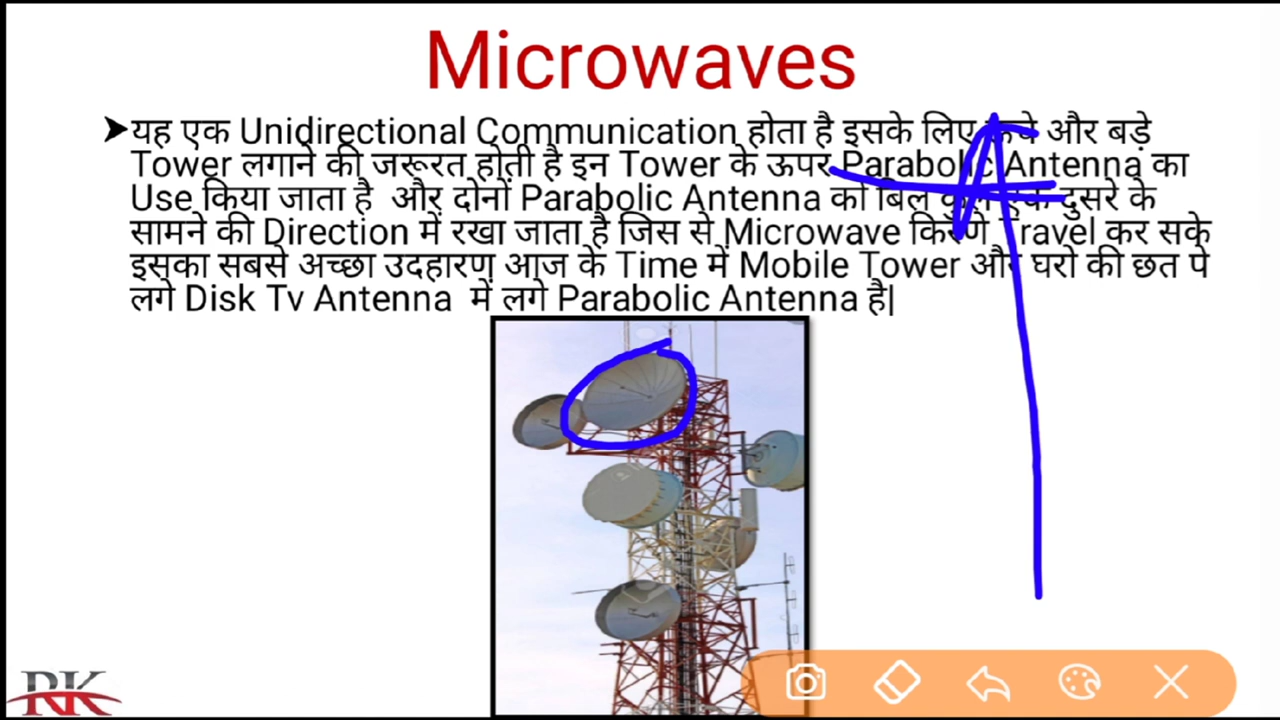 Microwaves
➤यह एक Unidirectional Communication होता है इसके लिए और बड़े
Tower लगाने की जरूरत होती है इन Tower के ऊपर Parabolic Antenna का
Use किया जाता है और दोनों Parabolic Antenna को बिल दुसरे के
सामने की Direction में रखा जाता है जिस से Microwave किरणे Travel कर सके
इसका सबसे अच्छा उदहारण आज के Time में Mobile Tower और घरो की छत पे
लगे Disk Tv Antenna में लगे Parabolic Antenna है|
RK